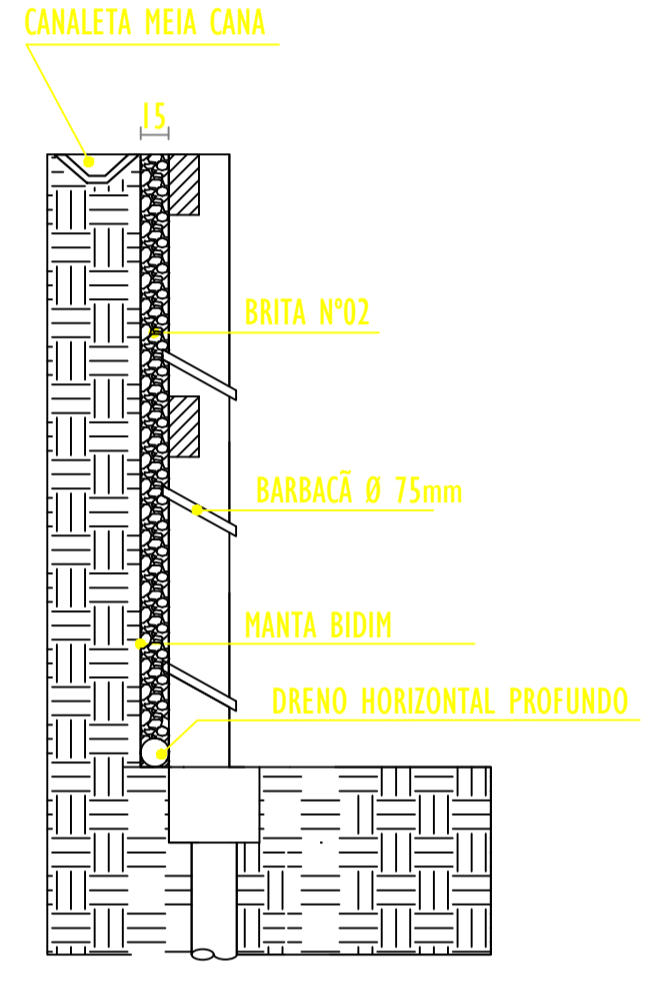 CANALETA MEIA CANA
15
BRITA Nº02
BARBACÃ Ø 75mm
MANTA BIDIM
DRENO HORIZONTAL PROFUNDO